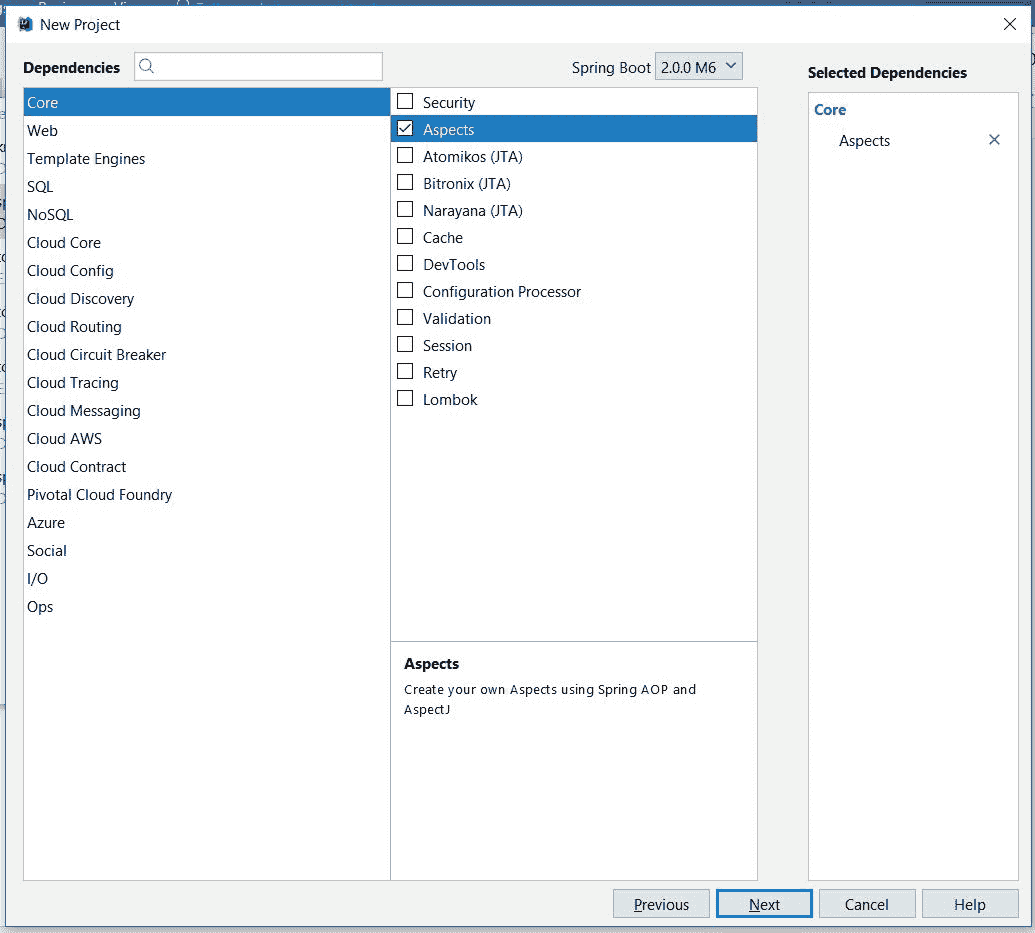 New Project
Dependencies
Spring Boot 2.0.0 M6
Selected Dependencies
Core
Web
Template Engines
SQL
NoSQL
Cloud Core
Cloud Config
Cloud Discovery
Cloud Routing
Cloud Circuit Breaker
Cloud Tracing
Cloud Messaging
Cloud AWS
Cloud Contract
Pivotal Cloud Foundry
Azure
Social
I/O
Ops
Security
Aspects
Atomikos (JTA)
Bitronix (JTA)
Narayana (JTA)
Cache
DevTools
Configuration Processor
Validation
Session
Retry
Lombok
Aspects
Create your own Aspects using Spring AOP and
AspectJ
Core
Aspects
Previous
Next
Cancel
Help